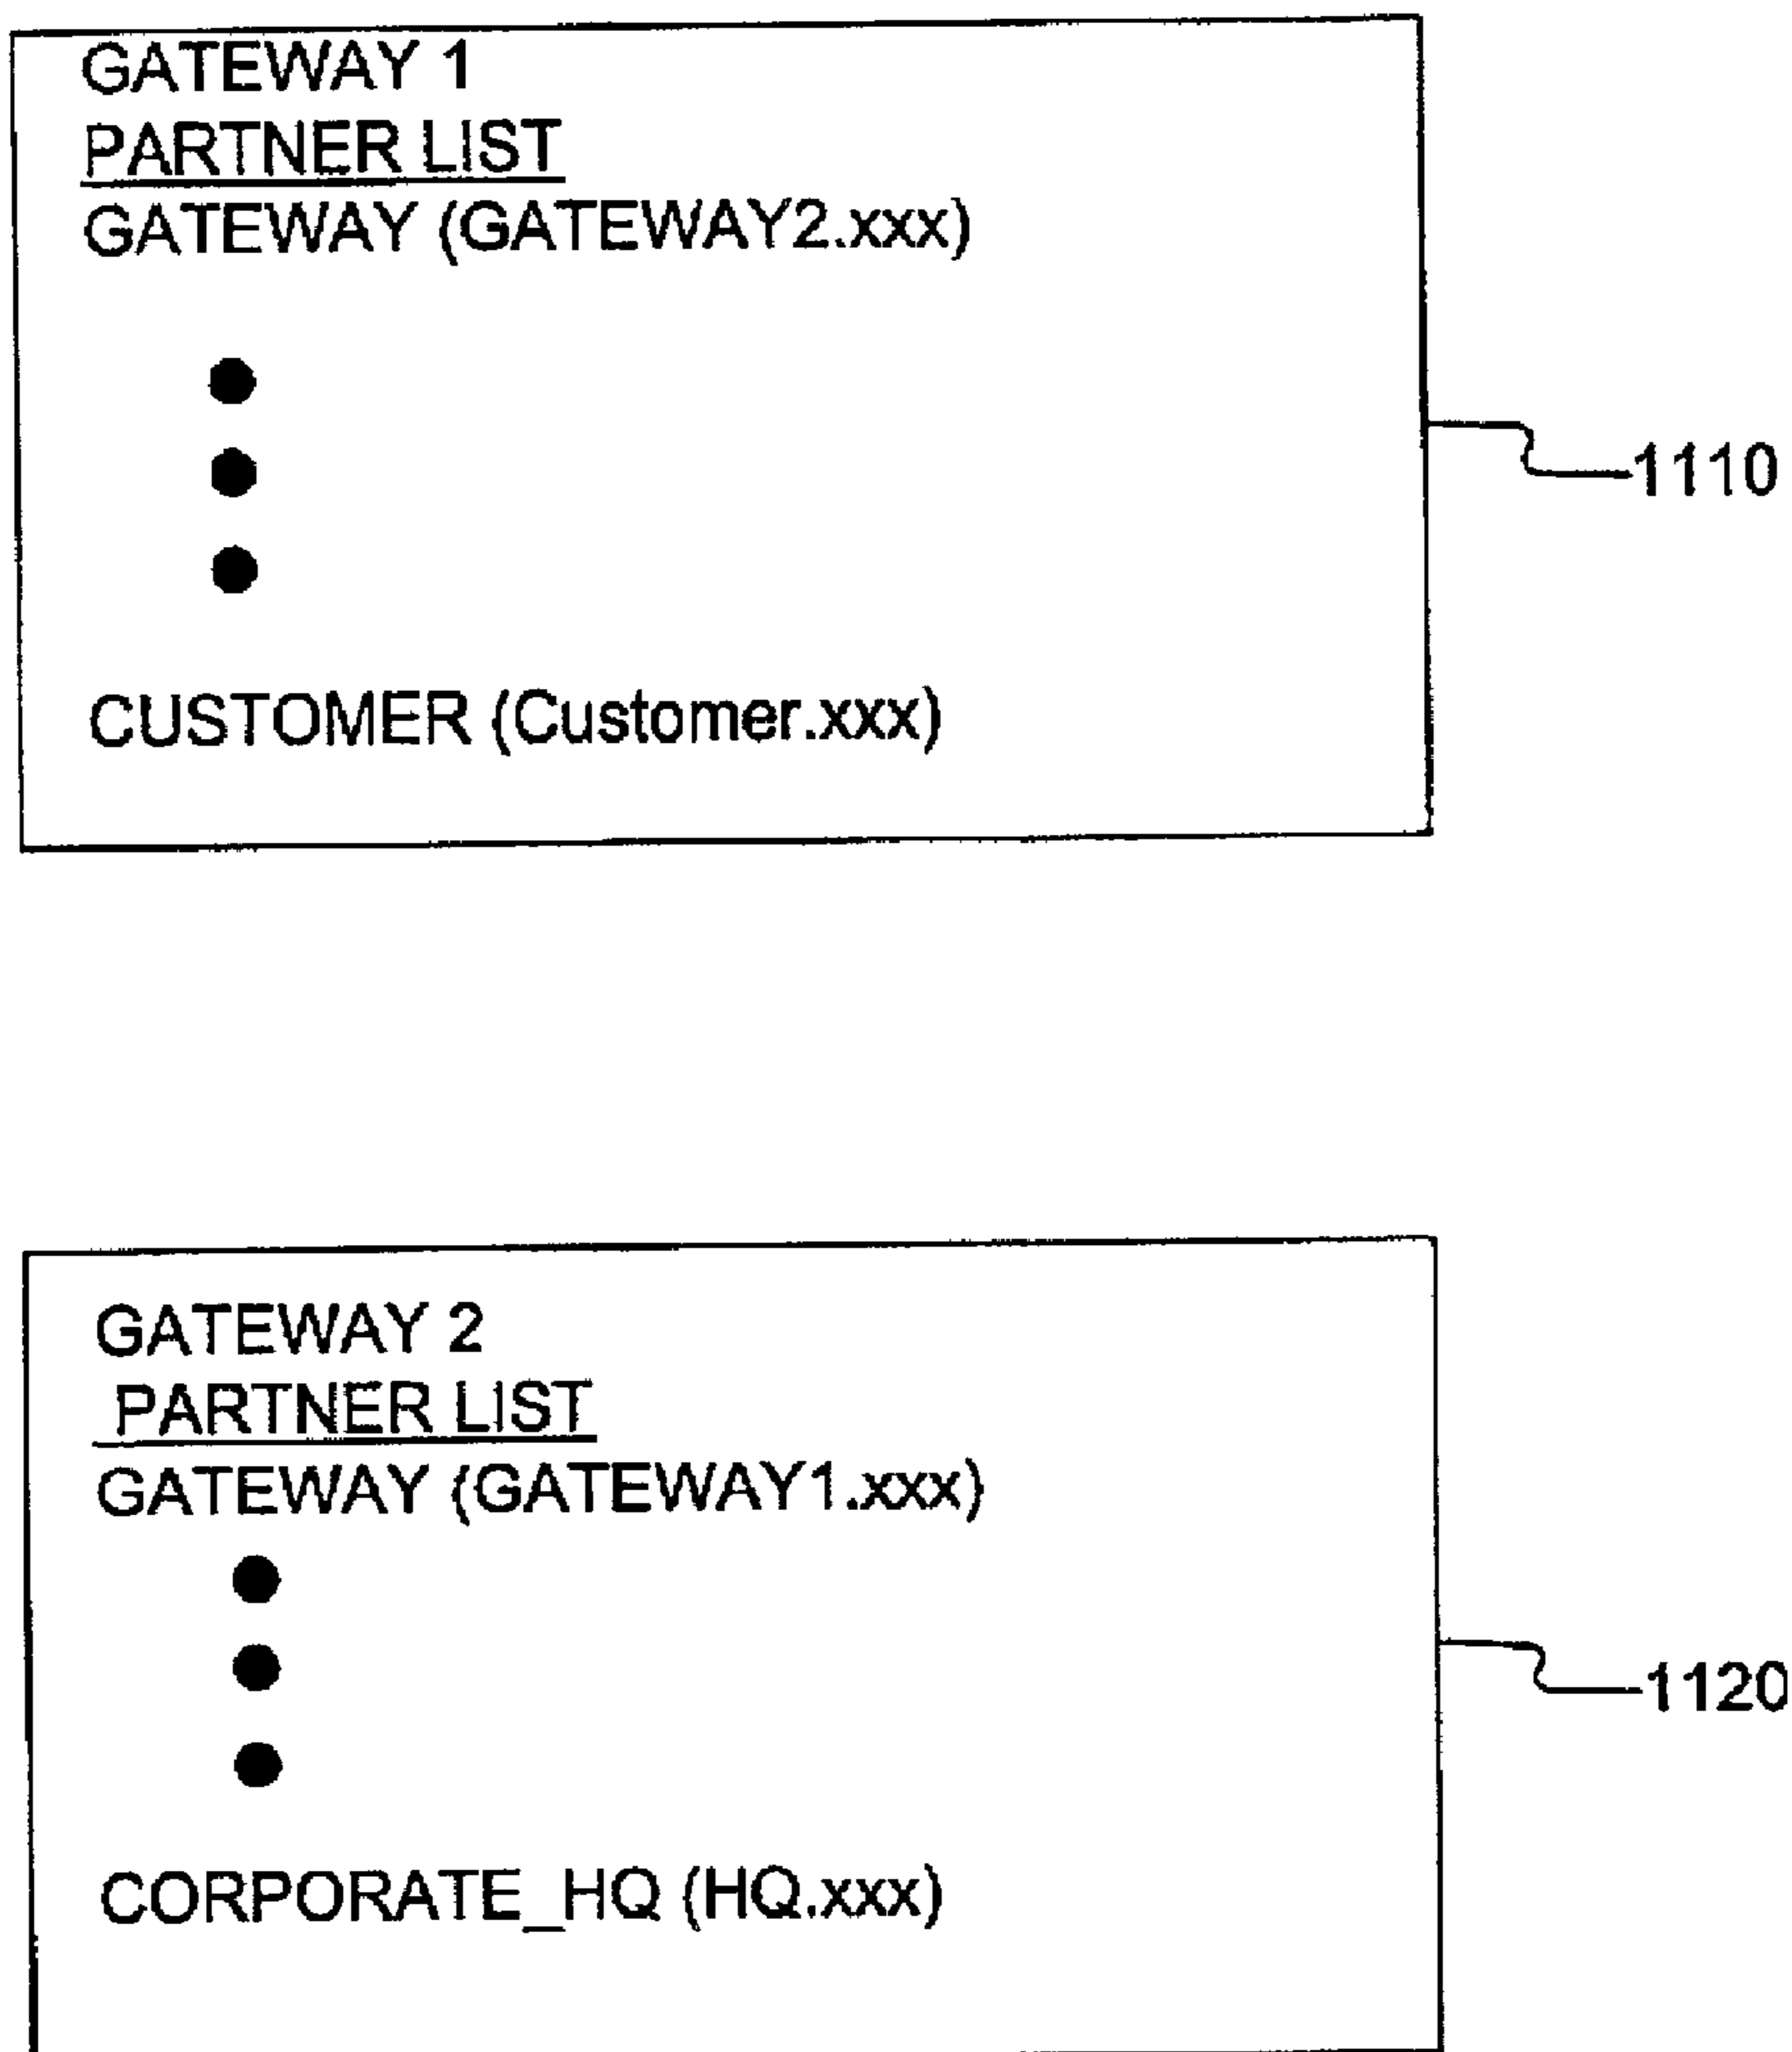 GATEWAY 1
PARTNER LIST
GATEWAY (GATEWAY2.xxx)
CUSTOMER (Customer.xxx)
1110
GATEWAY 2
PARTNER LIST
GATEWAY (GATEWAY1.xxx)
CORPORATE_HQ (HQ.xxx)
1120